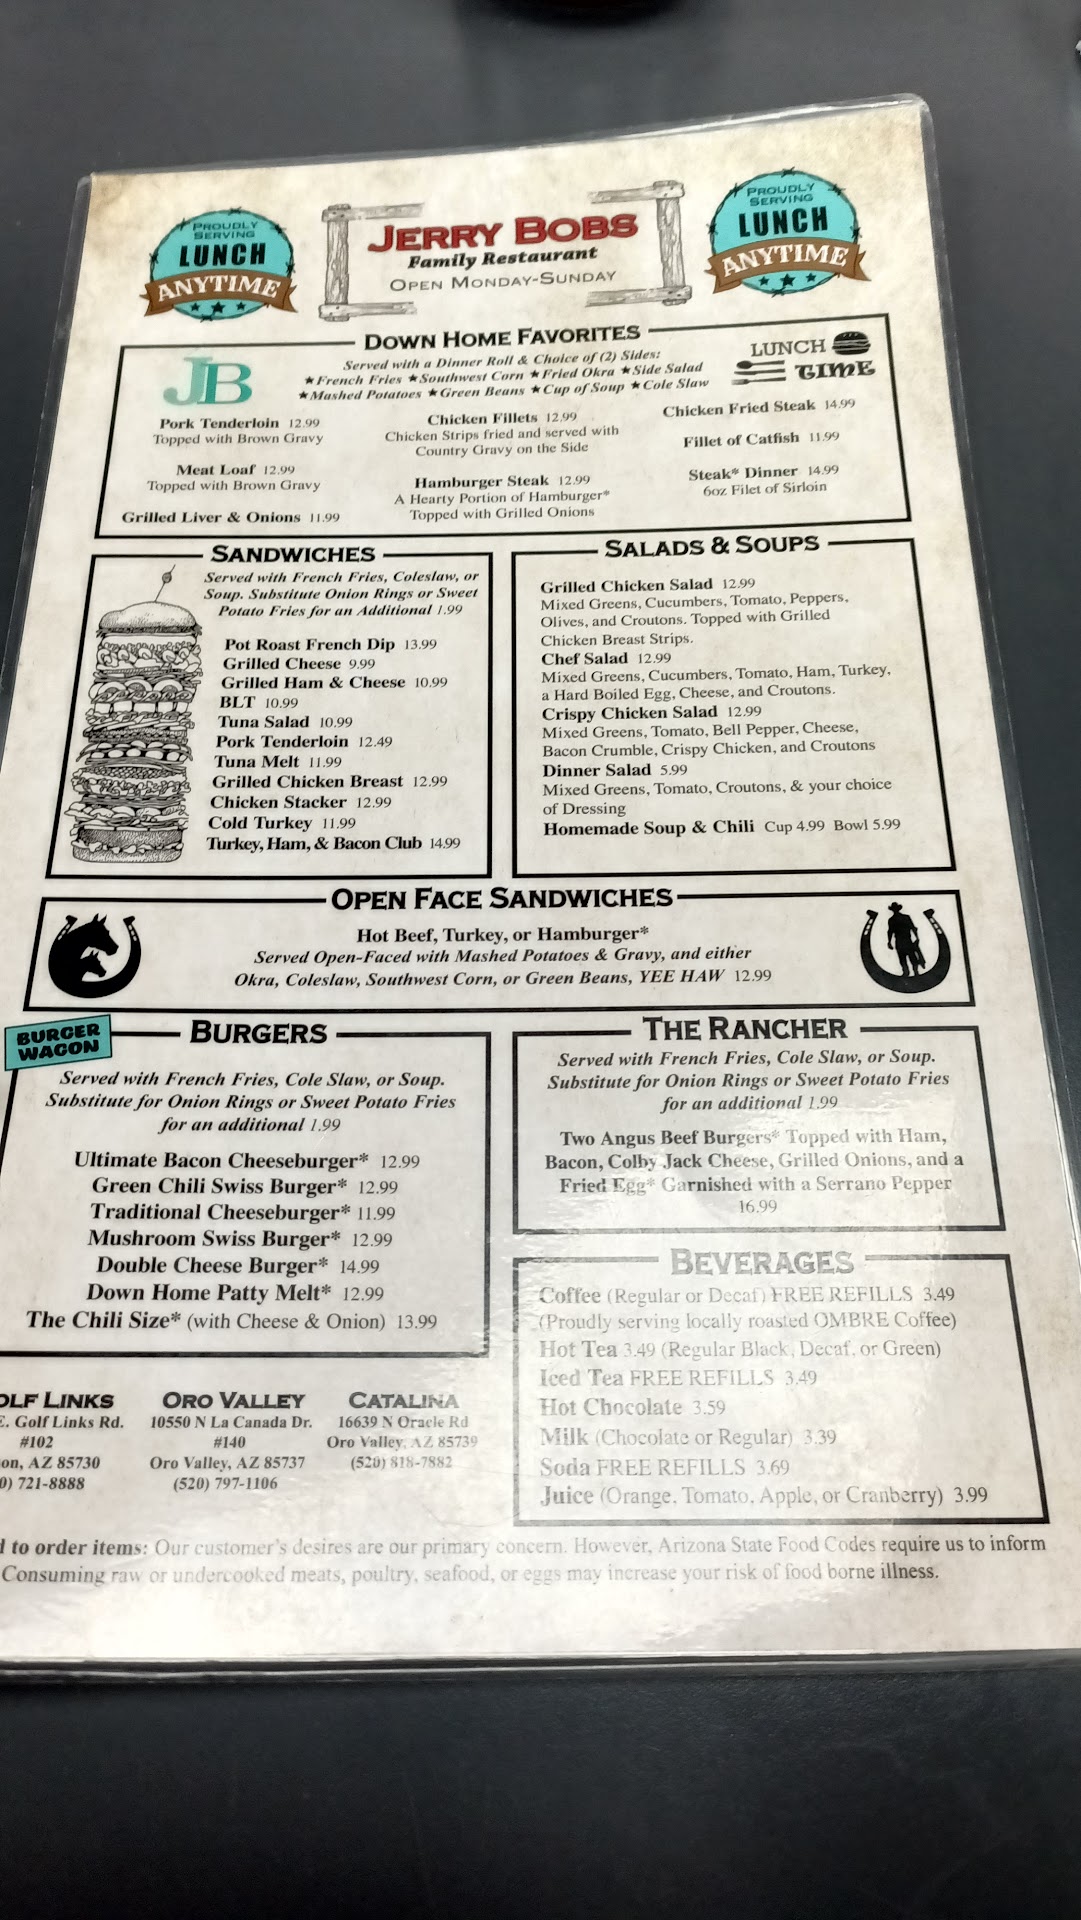 PROUDLY
SERVING
LUNCH
ANYTIME
JERRY BOBS
Family Restaurant
OPEN MONDAY-SUNDAY
PROUDLY
SERVING
LUNCH
ANYTIME
DOWN HOME FAVORITES
Served with a Dinner Roll & Choice of (2) Sides:
★French Fries ★Southwest Corn ★Fried Okra ★Side Salad
★Mashed Potatoes ★Green Beans ★Cup of Soup ★Cole Slaw
JB
LUNCH
TIME
Pork Tenderloin 12.99
Topped with Brown Gravy
Meat Loaf 12.99
Topped with Brown Gravy
Grilled Liver & Onions 11.99
Chicken Fillets 12.99
Chicken Strips fried and served with
Country Gravy on the Side
Hamburger Steak 12.99
A Hearty Portion of Hamburger*
Topped with Grilled Onions
Chicken Fried Steak 14.99
Fillet of Catfish 11.99
Steak* Dinner 14.99
6oz Filet of Sirloin
SANDWICHES
Served with French Fries, Coleslaw, or
Soup. Substitute Onion Rings or Sweet
Potato Fries for an Additional 1.99
Pot Roast French Dip 13.99
Grilled Cheese 9.99
Grilled Ham & Cheese 10.99
BLT 10.99
Tuna Salad 10.99
Pork Tenderloin 12.49
Tuna Melt 11.99
Grilled Chicken Breast 12.99
Chicken Stacker 12.99
Cold Turkey 11.99
Turkey, Ham, & Bacon Club 14.99
SALADS & SOUPS
Grilled Chicken Salad 12.99
Mixed Greens, Cucumbers, Tomato, Peppers,
Olives, and Croutons. Topped with Grilled
Chicken Breast Strips.
Chef Salad 12.99
Mixed Greens, Cucumbers, Tomato, Ham, Turkey,
a Hard Boiled Egg, Cheese, and Croutons.
Crispy Chicken Salad 12.99
Mixed Greens, Tomato, Bell Pepper, Cheese,
Bacon Crumble, Crispy Chicken, and Croutons
Dinner Salad 5.99
Mixed Greens, Tomato, Croutons, & your choice
of Dressing
Homemade Soup & Chili Cup 4.99 Bowl 5.99
OPEN FACE SANDWICHES
Hot Beef, Turkey, or Hamburger*
Served Open-Faced with Mashed Potatoes & Gravy, and either
Okra, Coleslaw, Southwest Corn, or Green Beans, YEE HAW 12.99
BURGER
WAGON
BURGERS
Served with French Fries, Cole Slaw, or Soup.
Substitute for Onion Rings or Sweet Potato Fries
for an additional 1.99
Ultimate Bacon Cheeseburger* 12.99
Green Chili Swiss Burger* 12.99
Traditional Cheeseburger* 11.99
Mushroom Swiss Burger* 12.99
Double Cheese Burger* 14.99
Down Home Patty Melt* 12.99
The Chili Size* (with Cheese & Onion) 13.99
THE RANCHER
Served with French Fries, Cole Slaw, or Soup.
Substitute for Onion Rings or Sweet Potato Fries
for an additional 1.99
Two Angus Beef Burgers* Topped with Ham,
Bacon, Colby Jack Cheese, Grilled Onions, and a
Fried Egg* Garnished with a Serrano Pepper
16.99
BEVERAGES
Coffee (Regular or Decaf) FREE REFILLS 3.49
(Proudly serving locally roasted OMBRE Coffee)
Hot Tea 3.49 (Regular Black, Decaf, or Green)
Iced Tea FREE REFILLS 3.49
Hot Chocolate 3.59
Milk (Chocolate or Regular) 3.39
Soda FREE REFILLS 3.69
Juice (Orange, Tomato, Apple, or Cranberry) 3.99
OLF LINKS
E. Golf Links Rd.
#102
on, AZ 85730
0) 721-8888
ORO VALLEY
10550 N La Canada Dr.
#140
Oro Valley, AZ 85737
(520) 797-1106
CATALINA
16639 N Oracle Rd
Oro Valley, AZ 85739
(520) 818-7882
d to order items: Our customer's desires are our primary concern. However, Arizona State Food Codes require us to inform
Consuming raw or undercooked meats, poultry, seafood, or eggs may increase your risk of food borne illness.